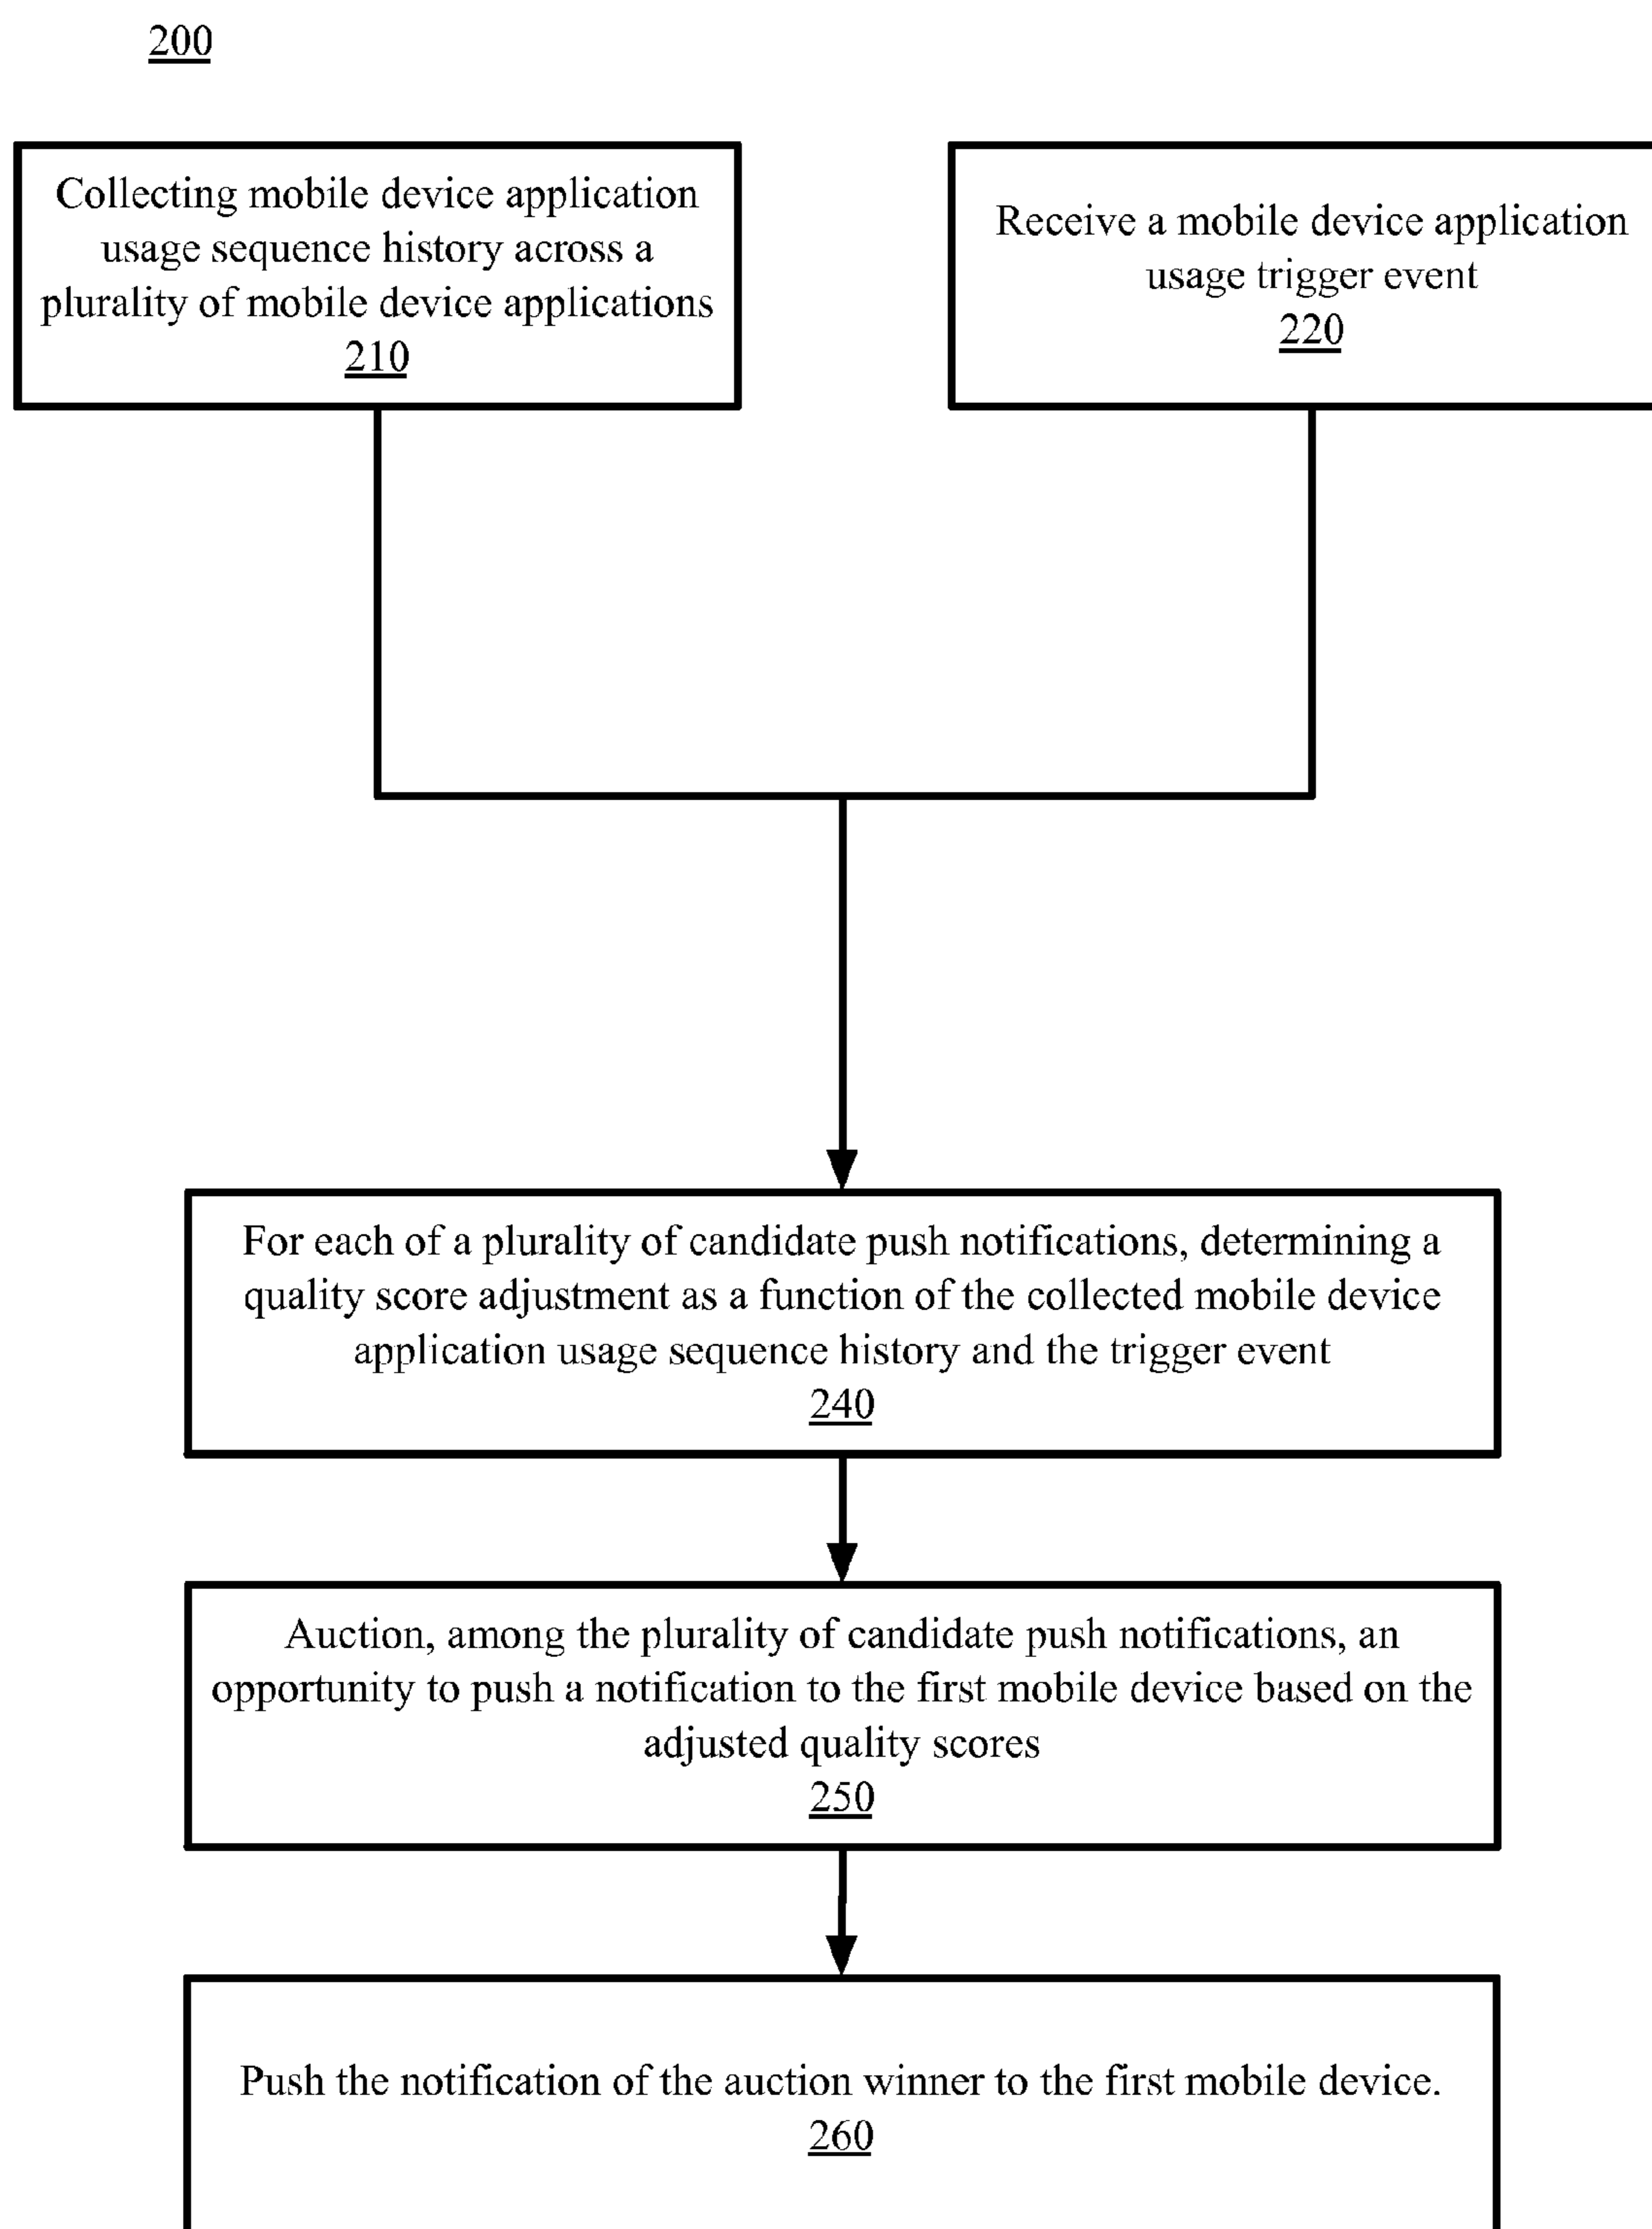 200
Collecting mobile device application
usage sequence history across a
plurality of mobile device applications
210
Receive a mobile device application
usage trigger event
220
For each of a plurality of candidate push notifications, determining a
quality score adjustment as a function of the collected mobile device
application usage sequence history and the trigger event
240
Auction, among the plurality of candidate push notifications, an
opportunity to push a notification to the first mobile device based on the
adjusted quality scores
250
Push the notification of the auction winner to the first mobile device.
260